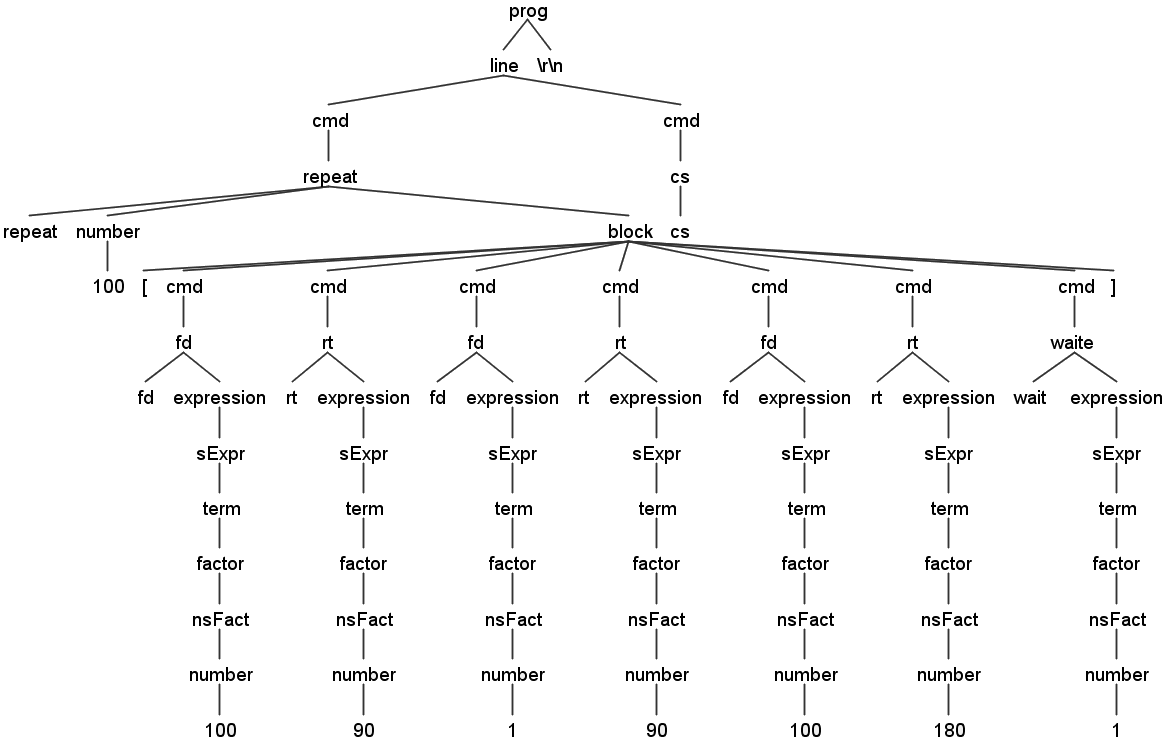 prog
line \r\n
cmd cmd
repeat cs
repeat number block cs
100 [ cmd cmd cmd cmd cmd cmd cmd ]
fd rt fd rt fd rt waite
fd expression rt expression fd expression rt expression fd expression rt expression wait expression
sExpr sExpr sExpr sExpr sExpr sExpr sExpr
term term term term term term term
factor factor factor factor factor factor factor
nsFact nsFact nsFact nsFact nsFact nsFact nsFact
number number number number number number number
100 90 1 90 100 180 1